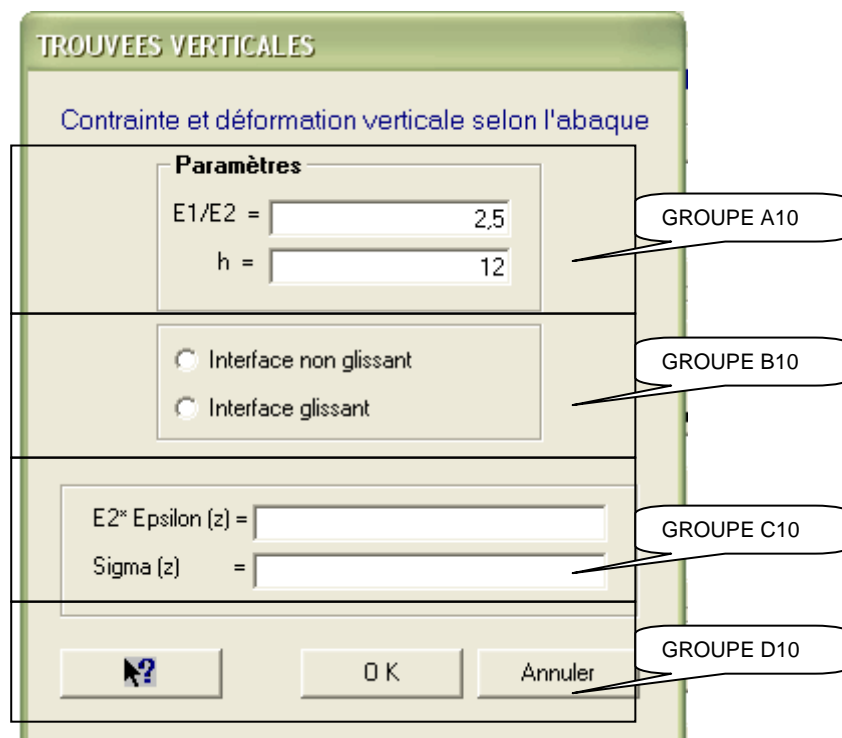 TROUVEES VERTICALES
Contrainte et déformation verticale selon l'abaque
Paramètres
E1/E2 = 2,5
h = 12
GROUPE A10
Interface non glissant
Interface glissant
GROUPE B10
E2* Epsilon (z) =
Sigma (z) =
GROUPE C10
?
O K
Annuler
GROUPE D10